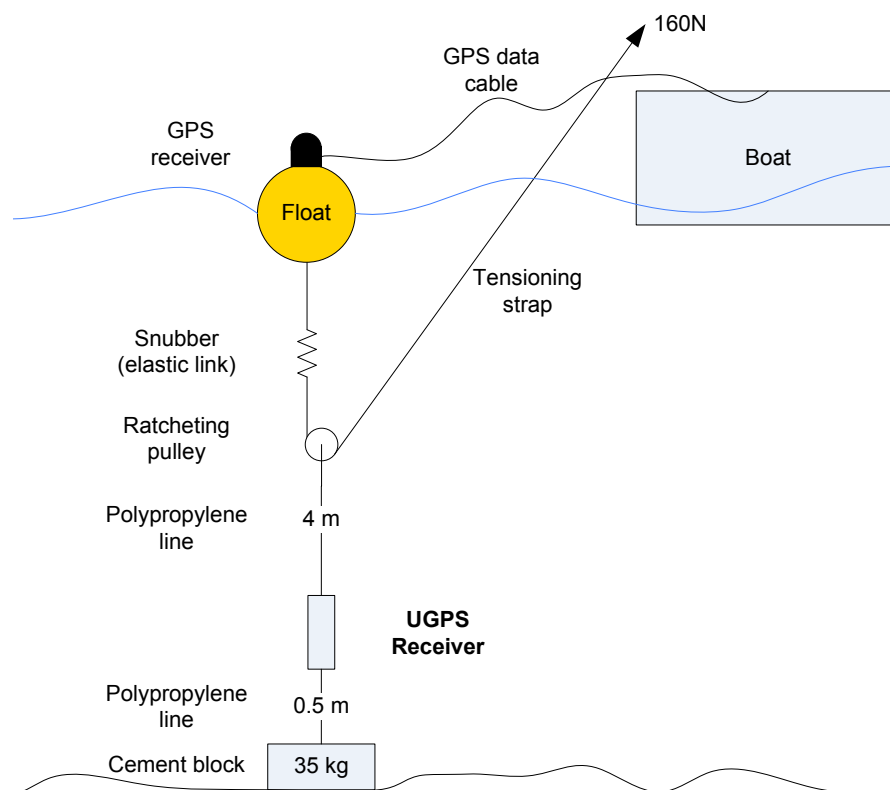 160N
GPS data
cable
GPS
receiver
Boat
Float
Tensioning
strap
Snubber
(elastic link)
Ratcheting
pulley
Polypropylene
line
4 m
UGPS
Receiver
Polypropylene
line
0.5 m
Cement block
35 kg